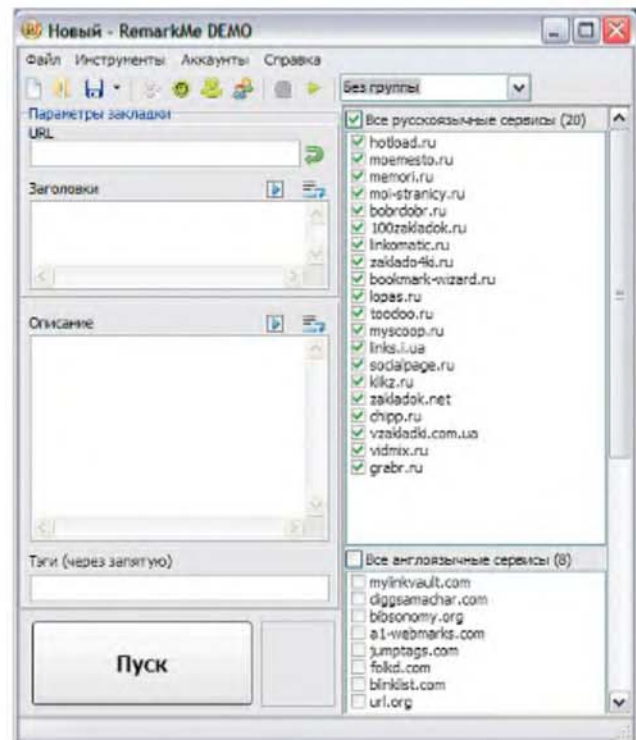 Новый - RemarkMe DEMO
Файл Инструменты Аккаунты Справка
Без группы
Параметры закладки
URL
Заголовки
Описание
Тэги (через запятую)
Пуск
Все русскоязычные сервисы (20)
hotload.ru
moemesto.ru
memori.ru
moi-stranicy.ru
bobrdobr.ru
100zakladok.ru
linkomatic.ru
zaklado4ki.ru
bookmark-wizard.ru
lopas.ru
toodoo.ru
myscoop.ru
links.i.ua
socialpage.ru
klikz.ru
zakladok.net
chipp.ru
vzakladki.com.ua
vidmix.ru
grabr.ru
Все англоязычные сервисы (8)
mylinkvault.com
diggsamachar.com
bibsonomy.org
a1-webmarks.com
jumptags.com
folkd.com
blinklist.com
url.org